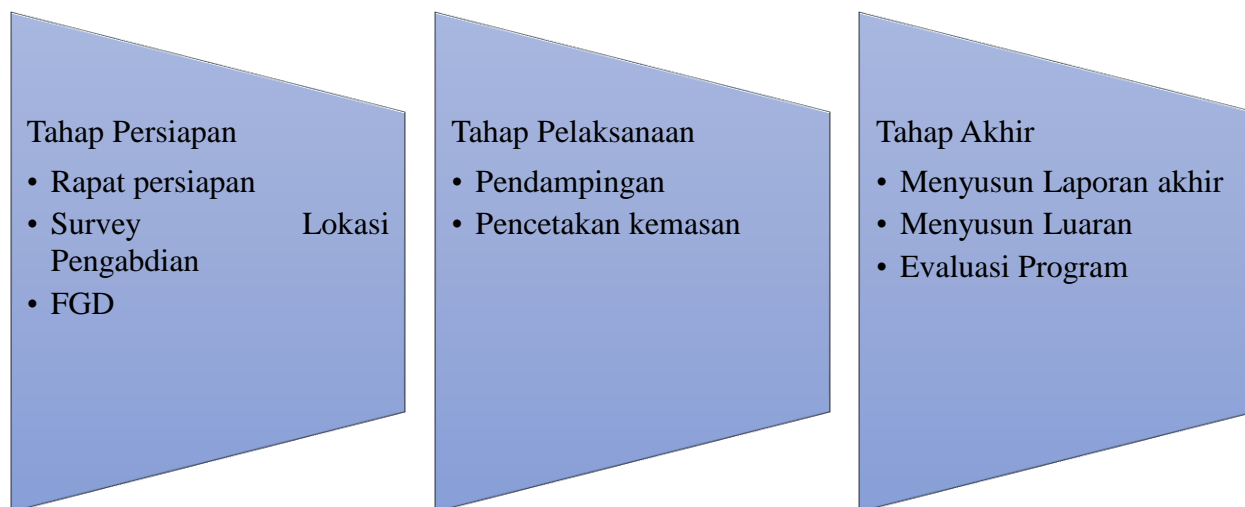 Tahap Persiapan
• Rapat persiapan
• Survey Lokasi
Pengabdian
• FGD
Tahap Pelaksanaan
• Pendampingan
• Pencetakan kemasan
Tahap Akhir
• Menyusun Laporan akhir
• Menyusun Luaran
• Evaluasi Program